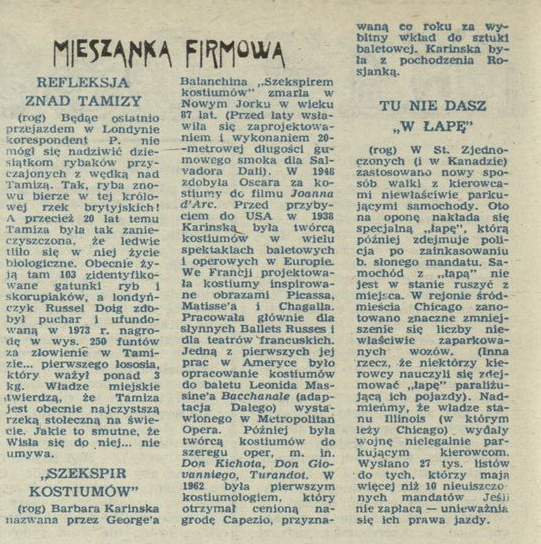 MIESZANKA FIRMOWA
REFLEKSJA
ZNAD TAMIZY
(rog) Będąc ostatnio
przejazdem w Londynie
korespondent P. nie
mógł się nadziwić dzie-
siątkom rybaków przy-
czajonych z wędką nad
Tamizą. Tak, ryba zno-
wu bierze w tej królo-
wej rzek brytyjskich!
A przecież 20 lat temu
Tamiza była tak zanie-
czyszczona, że ledwie
tliło się w niej życie
biologiczne. Obecnie ży-
ją tam 103 zidentyfiko-
wane gatunki ryb i
skorupiaków, a londyń-
czyk Russel Doig zdo-
był puchar i ufundo-
waną w 1973 r. nagro-
dę w wys. 250 funtów
za złowienie w Tami-
zie... pierwszego łososia,
który ważył ponad 3
kg. Władze miejskie
twierdzą, że Tamiza
jest obecnie najczystszą
rzeką stołeczną na świe-
cie. Jakie to smutne, że
Wisła się do niej... nie
umywa.
„SZEKSPIR
KOSTIUMÓW”
(rog) Barbara Karinska
nazwana przez George'a
Balanchina „Szekspirem
kostiumów” zmarła w
Nowym Jorku w wieku
87 lat. (Przed laty wsła-
wiła się zaprojektowa-
niem i wykonaniem 20-
-metrowej długości gu-
mowego smoka dla Sal-
vadora Dali). W 1946
zdobyła Oscara za ko-
stiumy do filmu Joanna
d'Arc. Przed przyby-
ciem do USA w 1938
Karinska była twórcą
kostiumów w wielu
spektaklach baletowych
i operowych w Europie.
We Francji projektowa-
ła kostiumy inspirowa-
ne obrazami Picassa,
Matisse'a i Chagalla.
Pracowała głównie dla
słynnych Ballets Russes i
dla teatrów francuskich.
Jedną z pierwszych jej
prac w Ameryce było
opracowanie kostiumów
do baletu Leonida Mas-
sine'a Bacchanale (adap-
tacja Dalego) wysta-
wionego w Metropolitan
Opera. Później była
twórcą kostiumów do
szeregu oper, m. in.
Don Kichota, Don Gio-
vanniego, Turandot. W
1962 była pierwszym
kostiumologiem, który
otrzymał cenioną na-
grodę Capezio, przyzna-
waną co roku za wy-
bitny wkład do sztuki
baletowej. Karinska by-
ła z pochodzenia Ro-
sjanką.
TU NIE DASZ
„W ŁAPĘ”
(rog) W St. Zjedno-
czonych (i w Kanadzie)
zastosowano nowy spo-
sób walki z kierowca-
mi niewłaściwie parku-
jącymi samochody. Oto
na oponę nakłada się
specjalną „łapę”, którą
później zdejmuje poli-
cja po zainkasowaniu
b. słonego mandatu. Sa-
mochód z „łapą” nie
jest w stanie ruszyć z
miejsca. W rejonie śród-
mieścia Chicago zano-
towano znaczne zmniej-
szenie się liczby nie-
właściwie zaparkowa-
nych wozów. (Inna
rzecz, że niektórzy kie-
rowcy nauczyli się zdej-
mować „łapę” paraliżu-
jącą ich pojazdy). Nad-
mieńmy, że władze sta-
nu Illinois (w którym
leży Chicago) wydały
wojnę nielegalnie par-
kującym kierowcom.
Wysłano 27 tys. listów
do tych, którzy mają
więcej niż 10 nieuiszczo-
nych mandatów Jeśli
nie zapłacą — unieważnia
się ich prawa jazdy.